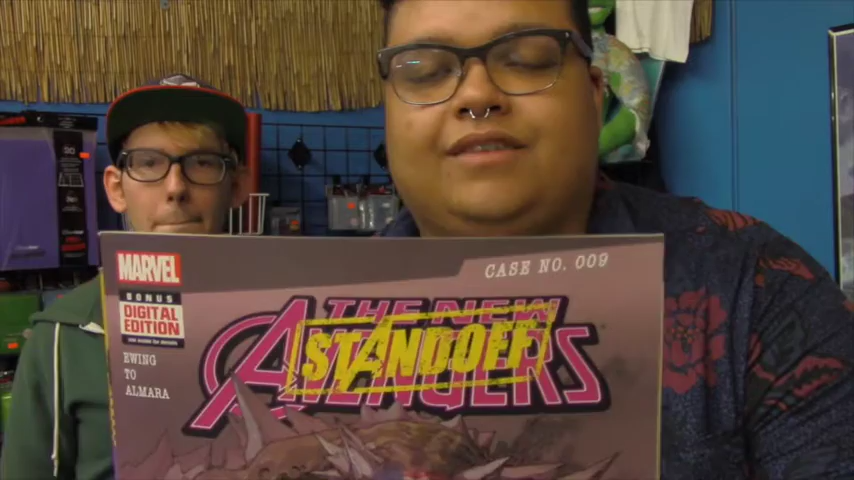 MARVEL
BONUS
DIGITAL
EDITION
EWING
TO
ALMARA
CASE NO. 009
THE NEW
AVENGERS
STANDOFF